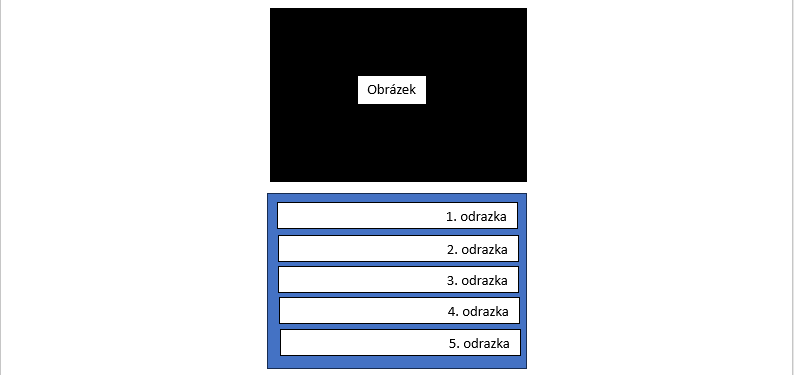 Obrázek
1. odrazka
2. odrazka
3. odrazka
4. odrazka
5. odrazka